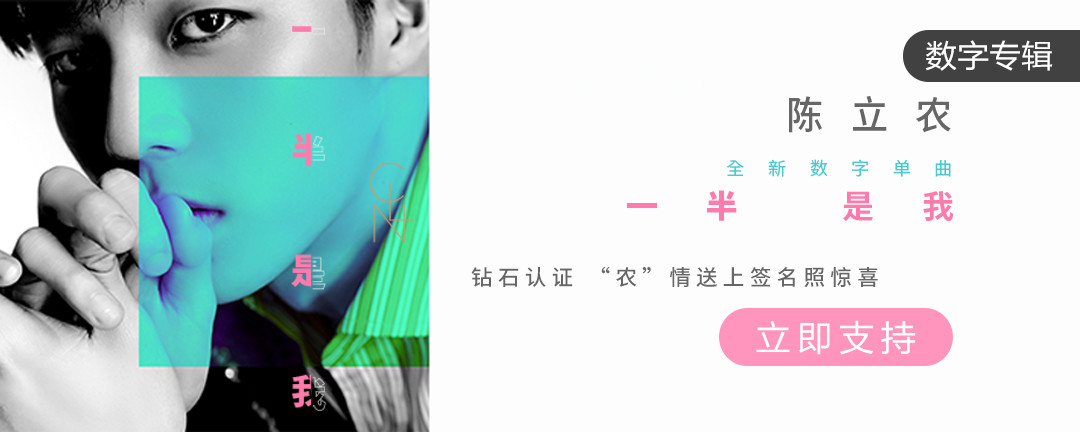 一
半
是
我
数字专辑
陈立农
全新数字单曲
一半 是我
钻石认证 “农”情送上签名照惊喜
立即支持